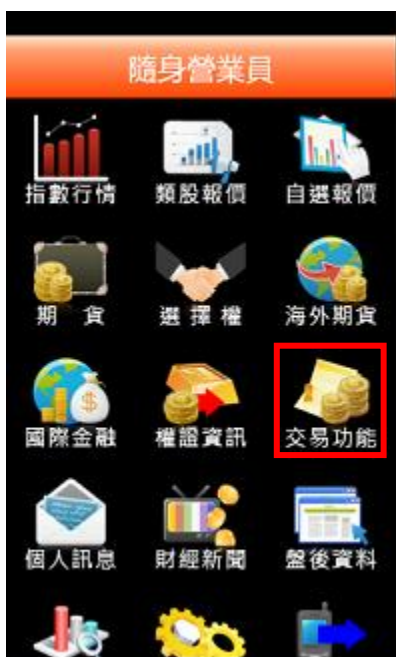 隨身營業員
指數行情 類股報價 自選報價
期 貨 選擇權 海外期貨
國際金融 權證資訊 交易功能
個人訊息 財經新聞 盤後資料